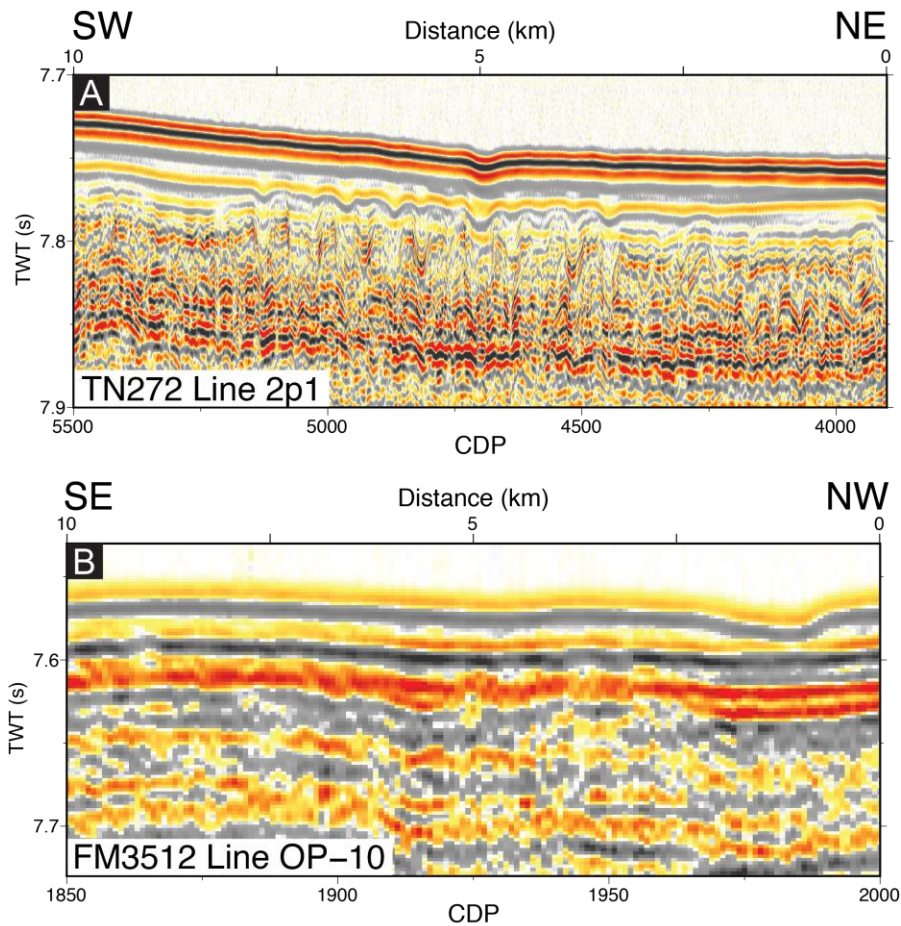 SW Distance (km) NE
10 5 0
7.7
A
TWT (s)
7.8
TN272 Line 2p1
7.9
5500 5000 4500 4000
CDP
SE Distance (km) NW
10 5 0
B
7.6
TWT (s)
7.7
FM3512 Line OP–10
1850 1900 1950 2000
CDP